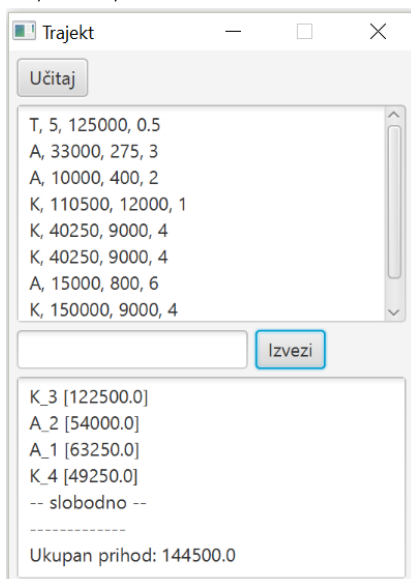 Trajekt
Učitaj
T, 5, 125000, 0.5
A, 33000, 275, 3
A, 10000, 400, 2
K, 110500, 12000, 1
K, 40250, 9000, 4
K, 40250, 9000, 4
A, 15000, 800, 6
K, 150000, 9000, 4
Izvezi
K_3 [122500.0]
A_2 [54000.0]
A_1 [63250.0]
K_4 [49250.0]
-- slobodno --
-------------
Ukupan prihod: 144500.0